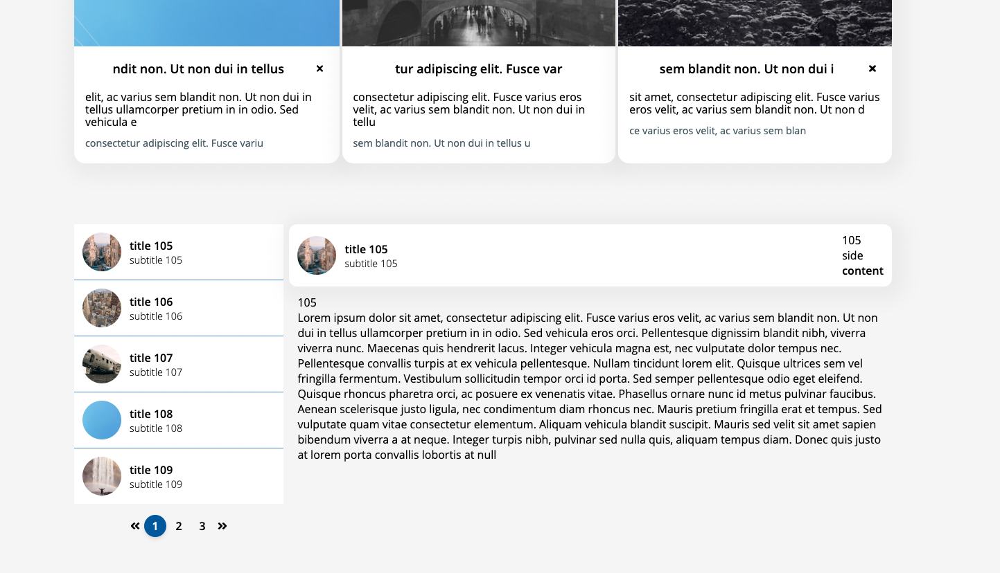 ndit non. Ut non dui in tellus ×
elit, ac varius sem blandit non. Ut non dui in
tellus ullamcorper pretium in in odio. Sed
vehicula e
consectetur adipiscing elit. Fusce variu
tur adipiscing elit. Fusce var
consectetur adipiscing elit. Fusce varius eros
velit, ac varius sem blandit non. Ut non dui in
tellu
sem blandit non. Ut non dui in tellus u
sem blandit non. Ut non dui i ×
sit amet, consectetur adipiscing elit. Fusce varius
eros velit, ac varius sem blandit non. Ut non d
ce varius eros velit, ac varius sem blan
title 105
subtitle 105
title 106
subtitle 106
title 107
subtitle 107
title 108
subtitle 108
title 109
subtitle 109
« 1 2 3 »
title 105
subtitle 105
105
side
content
105
Lorem ipsum dolor sit amet, consectetur adipiscing elit. Fusce varius eros velit, ac varius sem blandit non. Ut non
dui in tellus ullamcorper pretium in in odio. Sed vehicula eros orci. Pellentesque dignissim blandit nibh, viverra
viverra nunc. Maecenas quis hendrerit lacus. Integer vehicula magna est, nec vulputate dolor tempus nec.
Pellentesque convallis turpis at ex vehicula pellentesque. Nullam tincidunt lorem elit. Quisque ultrices sem vel
fringilla fermentum. Vestibulum sollicitudin tempor orci id porta. Sed semper pellentesque odio eget eleifend.
Quisque rhoncus pharetra orci, ac posuere ex venenatis vitae. Phasellus ornare nunc id metus pulvinar faucibus.
Aenean scelerisque justo ligula, nec condimentum diam rhoncus nec. Mauris pretium fringilla erat et tempus. Sed
vulputate quam vitae consectetur elementum. Aliquam vehicula blandit suscipit. Mauris sed velit sit amet sapien
bibendum viverra a at neque. Integer turpis nibh, pulvinar sed nulla quis, aliquam tempus diam. Donec quis justo
at lorem porta convallis lobortis at null